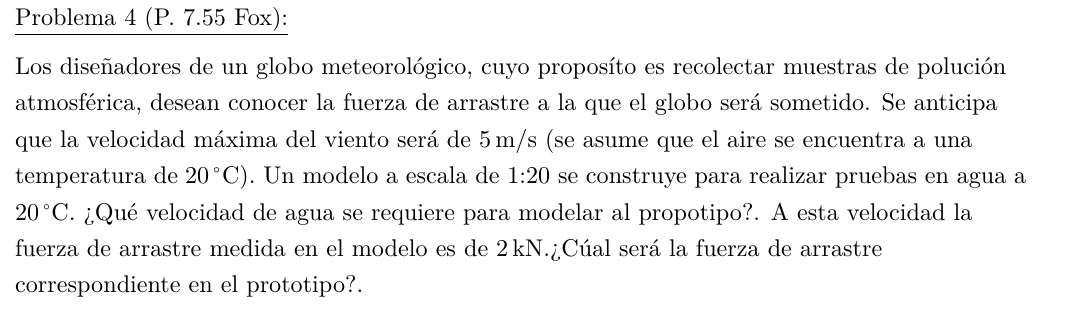 Problema 4 (P. 7.55 Fox):
Los diseñadores de un globo meteorológico, cuyo proposíto es recolectar muestras de polución
atmosférica, desean conocer la fuerza de arrastre a la que el globo será sometido. Se anticipa
que la velocidad máxima del viento será de 5 m/s (se asume que el aire se encuentra a una
temperatura de 20 °C). Un modelo a escala de 1:20 se construye para realizar pruebas en agua a
20 °C. ¿Qué velocidad de agua se requiere para modelar al propotipo?. A esta velocidad la
fuerza de arrastre medida en el modelo es de 2 kN.¿Cúal será la fuerza de arrastre
correspondiente en el prototipo?.